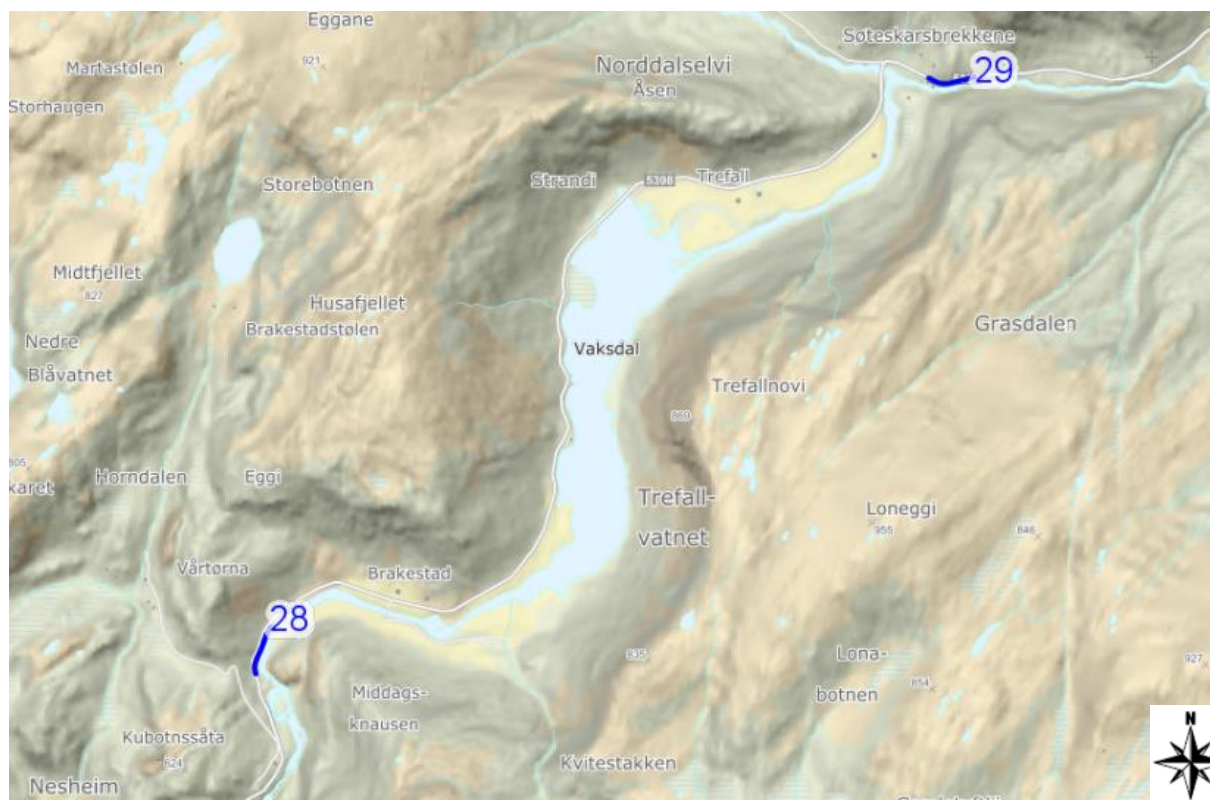 Eggane
Søteskarsbrekkene
921
Martastølen
Norddalselvi
29
Åsen
Storhaugen
Strandi
5398
Trefall
Storebotnen
Midtfjellet
827
Husafjellet
Brakestadstølen
Grasdalen
Nedre
Blåvatnet
Vaksdal
Trefallnovi
869
805
karet
Horndalen
Eggi
Trefall-
vatnet
Loneggi
955
846
Vårtørna
Brakestad
28
835
Lona-
botnen
854
927
Middags-
knausen
Kubotnssåta
624
Kvitestakken
Nesheim
N